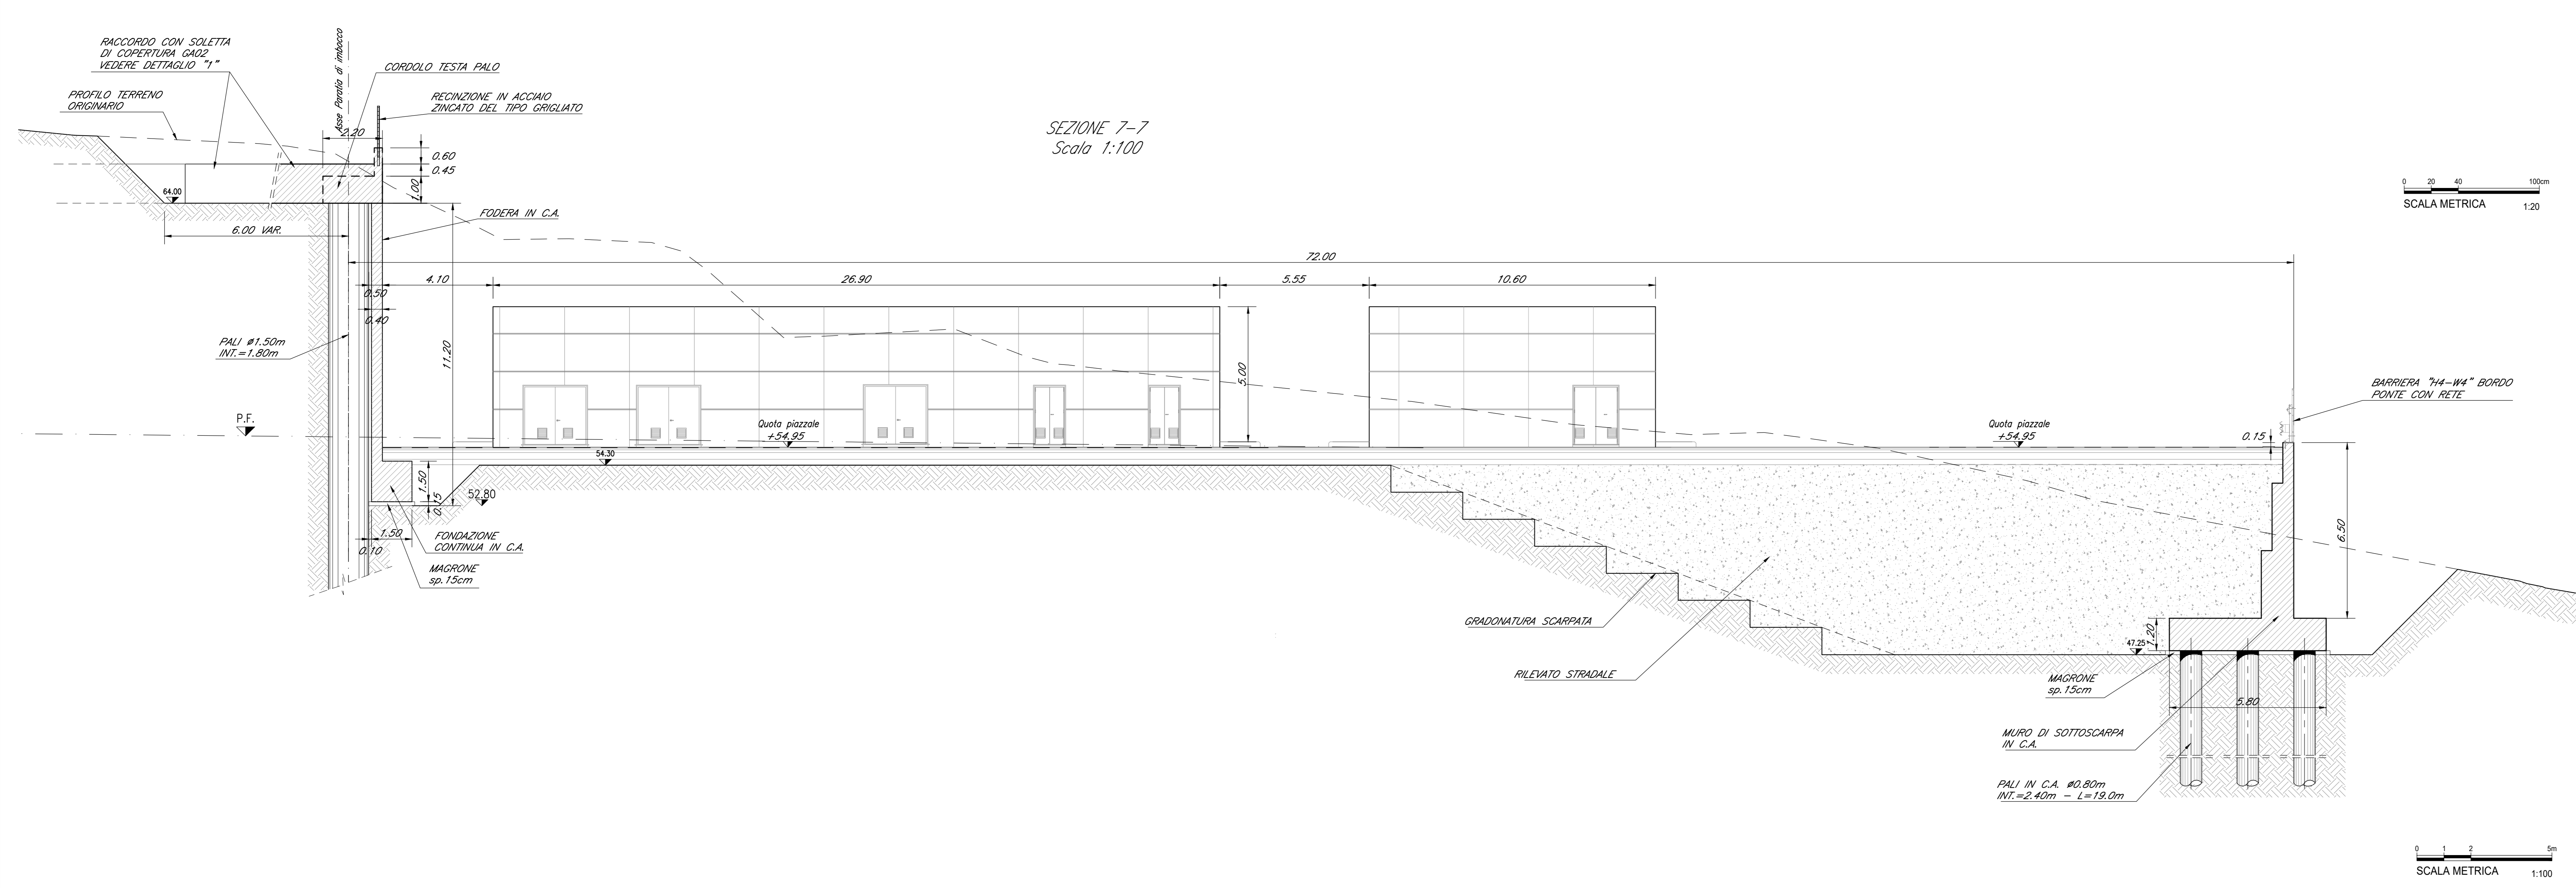 RACCORDO CON SOLETTA
DI COPERTURA GA02
VEDERE DETTAGLIO "1"
PROFILO TERRENO
ORIGINARIO
Asse Paratia di imbocco
CORDOLO TESTA PALO
RECINZIONE IN ACCIAIO
ZINCATO DEL TIPO GRIGLIATO
2.20
0.60
0.45
1.00
64.00
6.00 VAR.
FODERA IN C.A.
SEZIONE 7-7
Scala 1:100
0 20 40 100cm
SCALA METRICA 1:20
72.00
4.10
26.90
5.55
10.60
0.50
0.40
PALI ø1.50m
INT.=1.80m
11.20
5.00
P.F.
Quota piazzale
+54.95
Quota piazzale
+54.95
0.15
BARRIERA "H4-W4" BORDO
PONTE CON RETE
54.30
52.80
1.50
0.15
1.50
0.10
FONDAZIONE
CONTINUA IN C.A.
MAGRONE
sp.15cm
6.50
GRADONATURA SCARPATA
RILEVATO STRADALE
47.25
1.20
MAGRONE
sp.15cm
5.80
MURO DI SOTTOSCARPA
IN C.A.
PALI IN C.A. ø0.80m
INT.=2.40m - L=19.0m
0 1 2 5m
SCALA METRICA 1:100